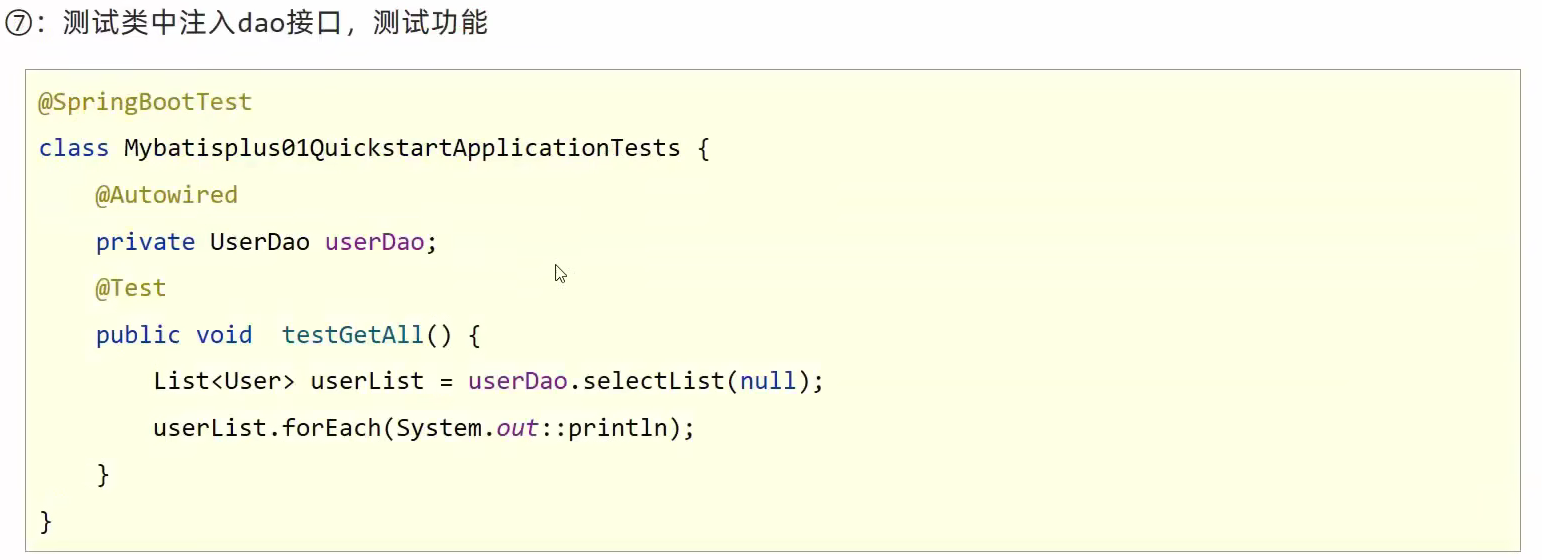 ⑦：测试类中注入dao接口，测试功能
@SpringBootTest
class Mybatisplus01QuickstartApplicationTests {
    @Autowired
    private UserDao userDao;
    @Test
    public void  testGetAll() {
        List<User> userList = userDao.selectList(null);
        userList.forEach(System.out::println);
    }
}